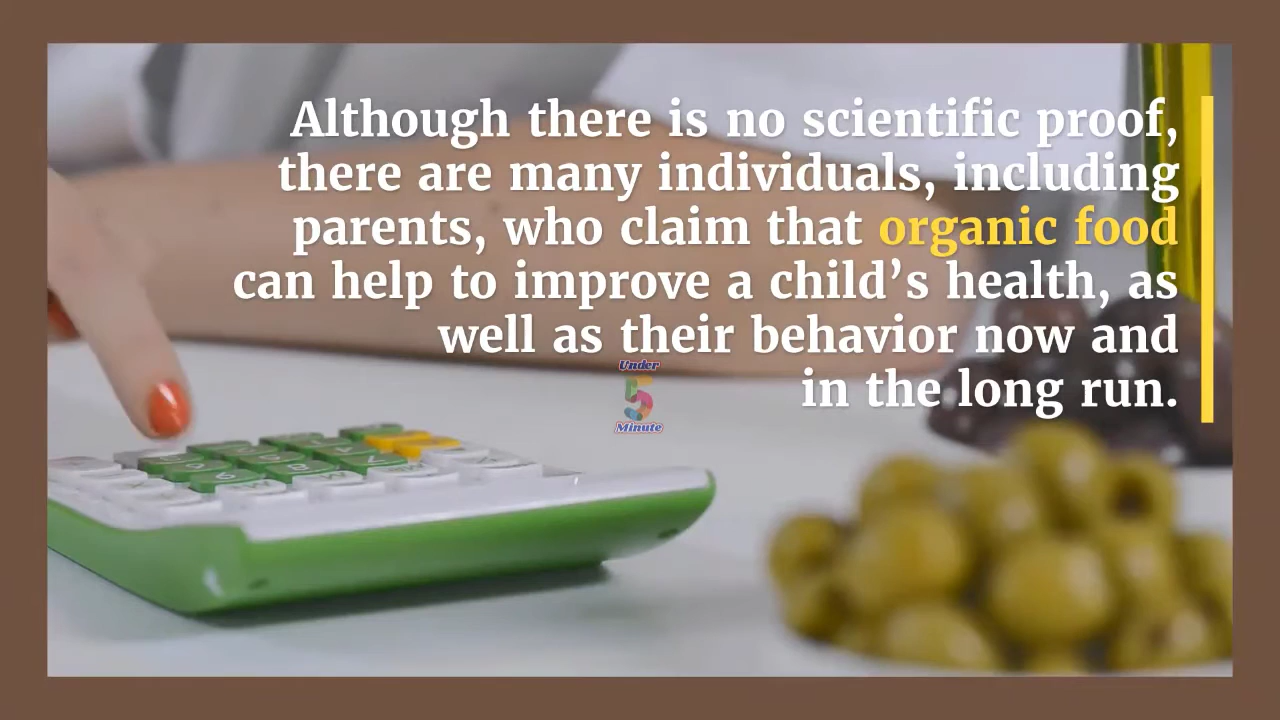 Although there is no scientific proof,
there are many individuals, including
parents, who claim that organic food
can help to improve a child’s health, as
well as their behavior now and
in the long run.
Under
5
Minute